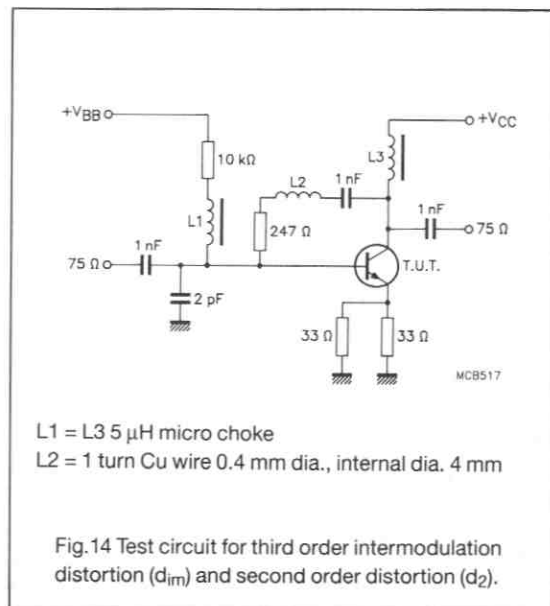 +VBB
+VCC
10 kΩ
L3
L2
1 nF
L1
247 Ω
1 nF
1 nF
75 Ω
75 Ω
T.U.T.
2 pF
33 Ω
33 Ω
MCB517
L1 = L3 5 μH micro choke
L2 = 1 turn Cu wire 0.4 mm dia., internal dia. 4 mm
Fig.14 Test circuit for third order intermodulation
distortion (dim) and second order distortion (d2).